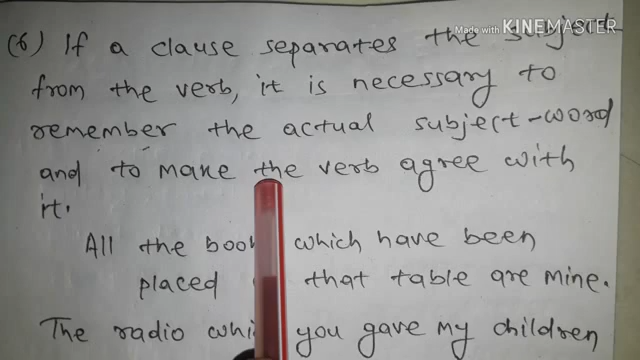 Made with KINEMASTER
(6) If a clause separates the subject
from the verb, it is necessary to
remember the actual subject-word
and to make the verb agree with
it.
All the which have been
placed that table are mine.
The radio you gave my children